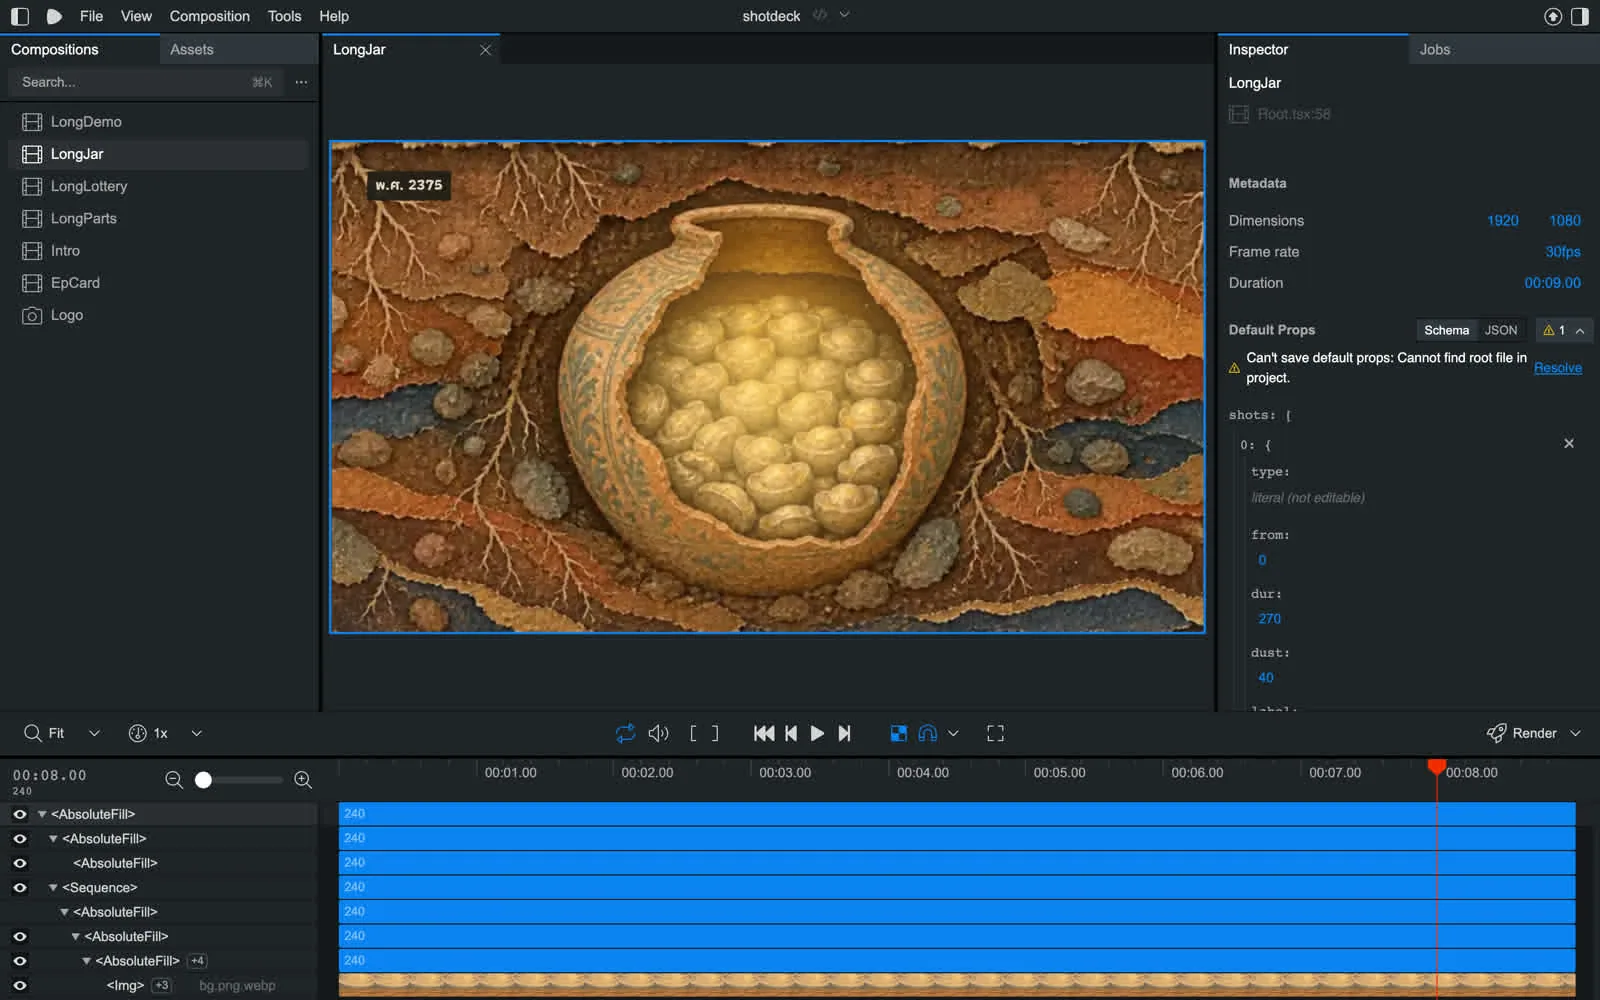 File View Composition Tools Help
shotdeck
Compositions Assets
Search... ⌘K
LongDemo
LongJar
LongLottery
LongParts
Intro
EpCard
Logo
LongJar
พ.ศ. 2375
Inspector Jobs
LongJar
Root.tsx:58
Metadata
Dimensions 1920 1080
Frame rate 30fps
Duration 00:09.00
Default Props Schema JSON 1
Can't save default props: Cannot find root file in
project.
Resolve
shots: [
0: {
type:
literal (not editable)
from:
0
dur:
270
dust:
40
Fit 1x
Render
00:08.00
240
00:01.00 00:02.00 00:03.00 00:04.00 00:05.00 00:06.00 00:07.00 00:08.00
<AbsoluteFill> 240
<AbsoluteFill> 240
<AbsoluteFill> 240
<Sequence> 240
<AbsoluteFill> 240
<AbsoluteFill> 240
<AbsoluteFill> +4 240
<Img> +3 bg.png.webp